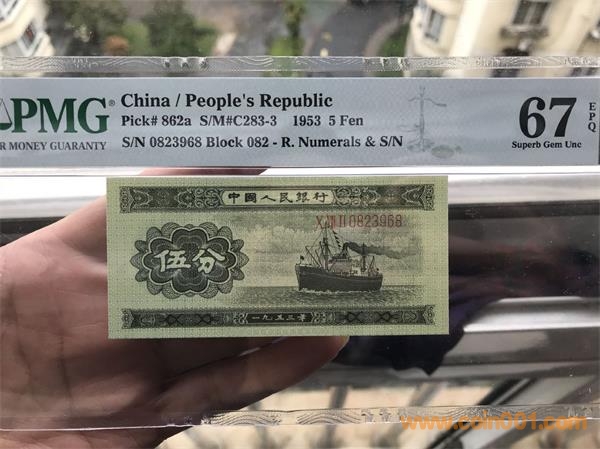 PMG
China / People's Republic
Pick# 862a S/M#C283-3 1953 5 Fen
S/N 0823968 Block 082 - R. Numerals & S/N
R MONEY GUARANTY
67
EPQ
Superb Gem Unc
中國人民銀行
0823968
伍分
一九五三年
www.coin001.com